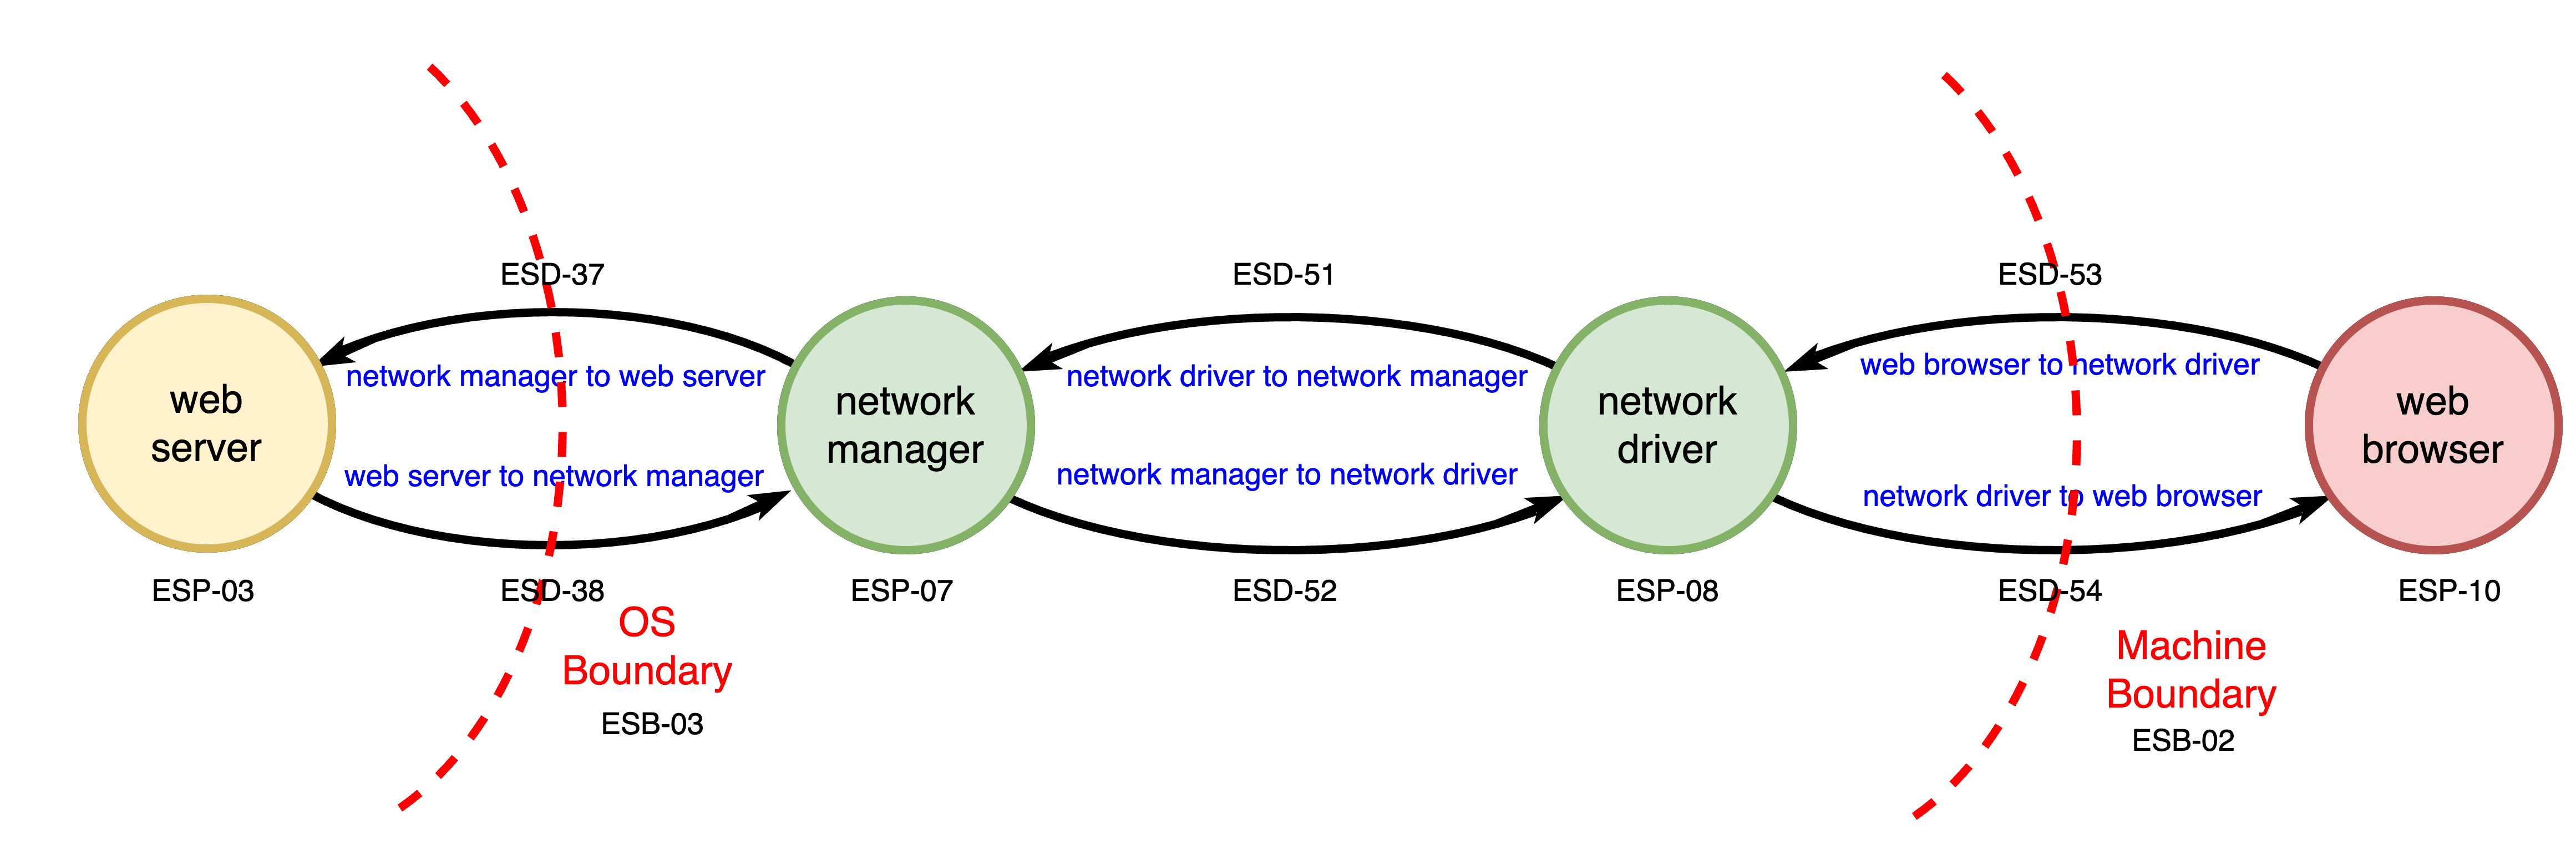 ESD-37
ESD-51
ESD-53
network manager to web server
network driver to network manager
web browser to network driver
web
server
network
manager
network
driver
web
browser
web server to network manager
network manager to network driver
network driver to web browser
ESP-03
ESD-38
ESP-07
ESD-52
ESP-08
ESD-54
ESP-10
OS
Boundary
ESB-03
Machine
Boundary
ESB-02